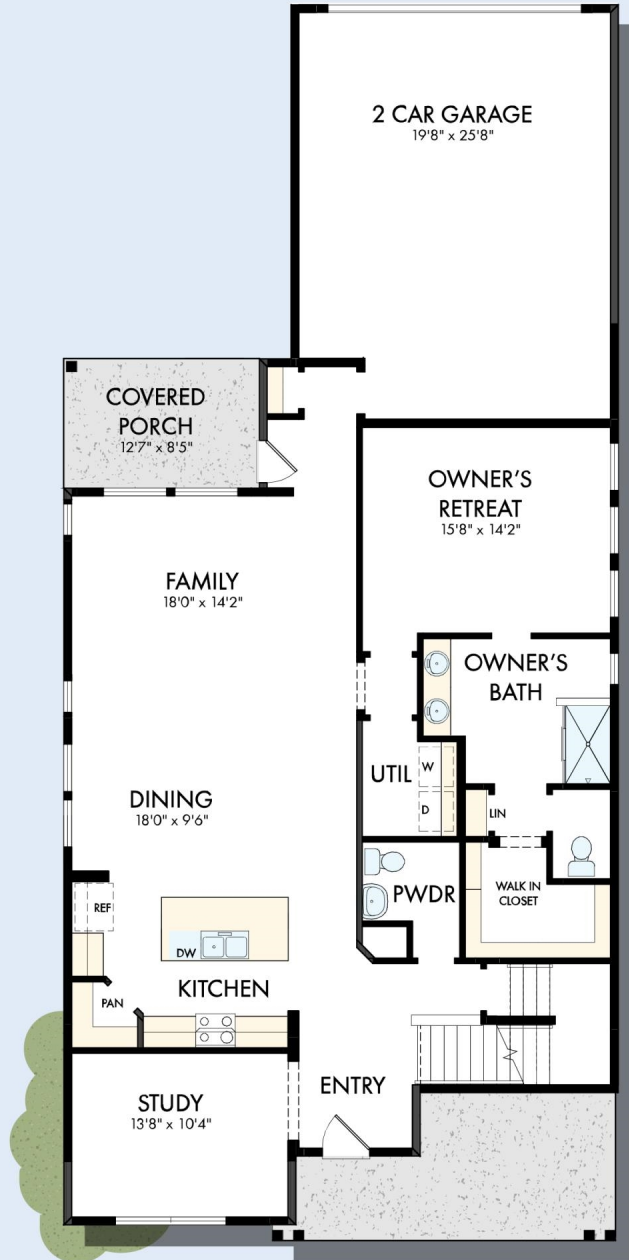 2 CAR GARAGE
19'8" x 25'8"
COVERED
PORCH
12'7" x 8'5"
OWNER'S
RETREAT
15'8" x 14'2"
FAMILY
18'0" x 14'2"
OWNER'S
BATH
UTIL
W
D
DINING
18'0" x 9'6"
LIN
PWDR
WALK IN
CLOSET
REF
DW
KITCHEN
PAN
ENTRY
STUDY
13'8" x 10'4"